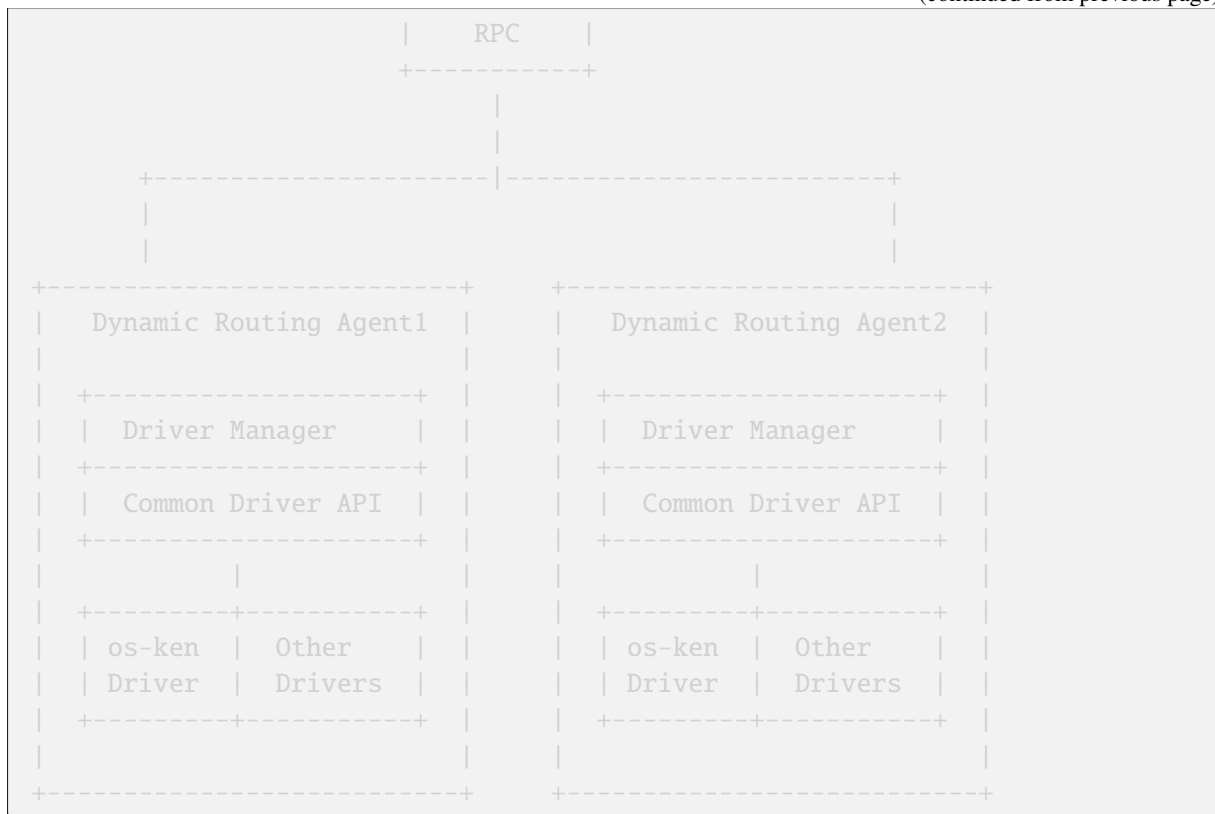 (continued from previous page)
|    RPC    |
+-----------+
|
|
+----------------------|-------------------------+
|                                                |
|                                                |
+---------------------------+     +---------------------------+
|   Dynamic Routing Agent1  |     |   Dynamic Routing Agent2  |
|                           |     |                           |
|  +---------------------+  |     |  +---------------------+  |
|  |  Driver Manager     |  |     |  |  Driver Manager     |  |
|  +---------------------+  |     |  +---------------------+  |
|  |  Common Driver API  |  |     |  |  Common Driver API  |  |
|  +---------------------+  |     |  +---------------------+  |
|            |              |     |            |              |
|  +---------+-----------+  |     |  +---------+-----------+  |
|  | os-ken  |  Other    |  |     |  | os-ken  |  Other    |  |
|  | Driver  |  Drivers  |  |     |  | Driver  |  Drivers  |  |
|  +---------+-----------+  |     |  +---------+-----------+  |
|                           |     |                           |
+---------------------------+     +---------------------------+